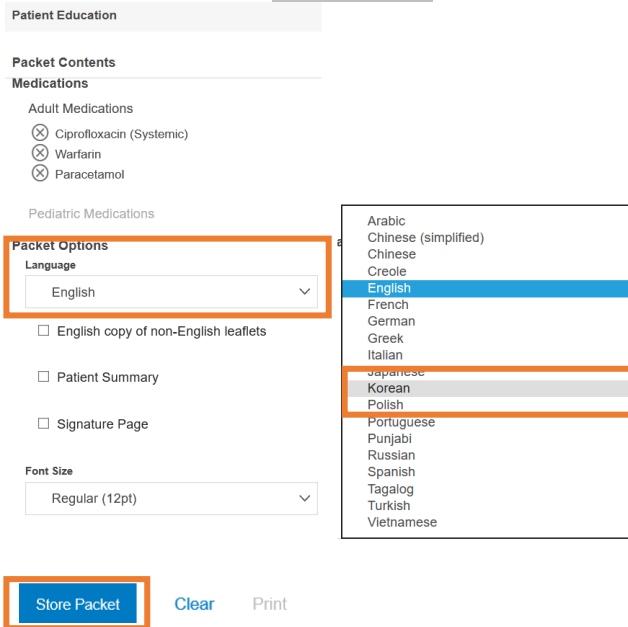 Patient Education
Packet Contents
Medications
Adult Medications
Ciprofloxacin (Systemic)
Warfarin
Paracetamol
Pediatric Medications
Packet Options
Language
English
English copy of non-English leaflets
Patient Summary
Signature Page
Font Size
Regular (12pt)
Store Packet Clear Print
Arabic
Chinese (simplified)
Chinese
Creole
English
French
German
Greek
Italian
Japanese
Korean
Polish
Portuguese
Punjabi
Russian
Spanish
Tagalog
Turkish
Vietnamese